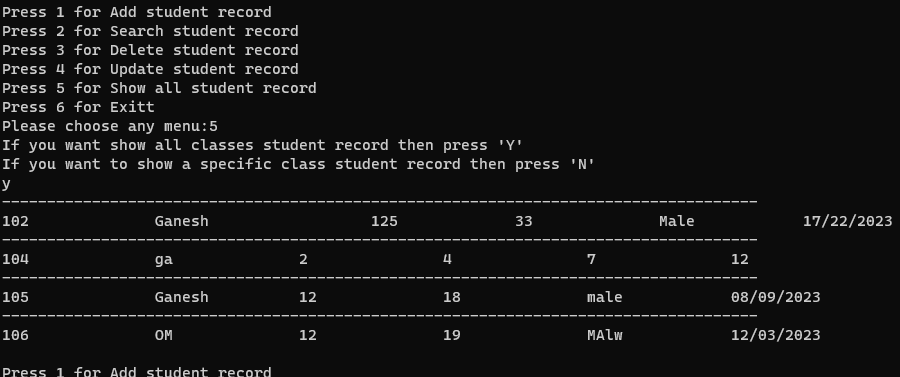 Press 1 for Add student record
Press 2 for Search student record
Press 3 for Delete student record
Press 4 for Update student record
Press 5 for Show all student record
Press 6 for Exitt
Please choose any menu:5
If you want show all classes student record then press 'Y'
If you want to show a specific class student record then press 'N'
y
------------------------------------------------------------------------------------
102 Ganesh 125 33 Male 17/22/2023
------------------------------------------------------------------------------------
104 ga 2 4 7 12
------------------------------------------------------------------------------------
105 Ganesh 12 18 male 08/09/2023
------------------------------------------------------------------------------------
106 OM 12 19 MAlw 12/03/2023
Press 1 for Add student record